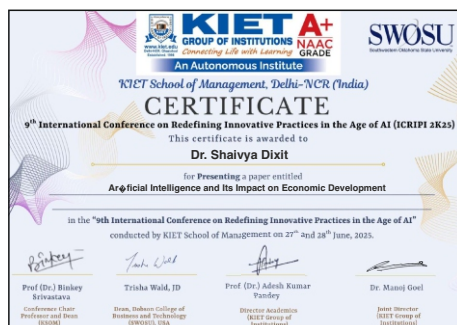 www.kiet.edu
KIET
GROUP OF INSTITUTIONS
Connecting Life with Learning
A+
NAAC
GRADE
SWOSU
Southwestern Oklahoma State University
An Autonomous Institute
KIET School of Management, Delhi-NCR (India)
CERTIFICATE
9th International Conference on Redefining Innovative Practices in the Age of AI (ICRIPI 2K25)
This certificate is awarded to
Dr. Shaivya Dixit
for Presenting a paper entitled
Ar�ficial Intelligence and Its Impact on Economic Development
in the "9th International Conference on Redefining Innovative Practices in the Age of AI"
conducted by KIET School of Management on 27th and 28th June, 2025.
Prof (Dr.) Binkey
Srivastava
Conference Chair
Professor and Dean
(KSOM)
Trisha Wald, JD
Dean, Dobson College of
Business and Technology
(SWOSU), USA
Prof (Dr.) Adesh Kumar
Pandey
Director Academics
(KIET Group of
Institutions)
Dr. Manoj Goel
Joint Director
(KIET Group of
Institutions)